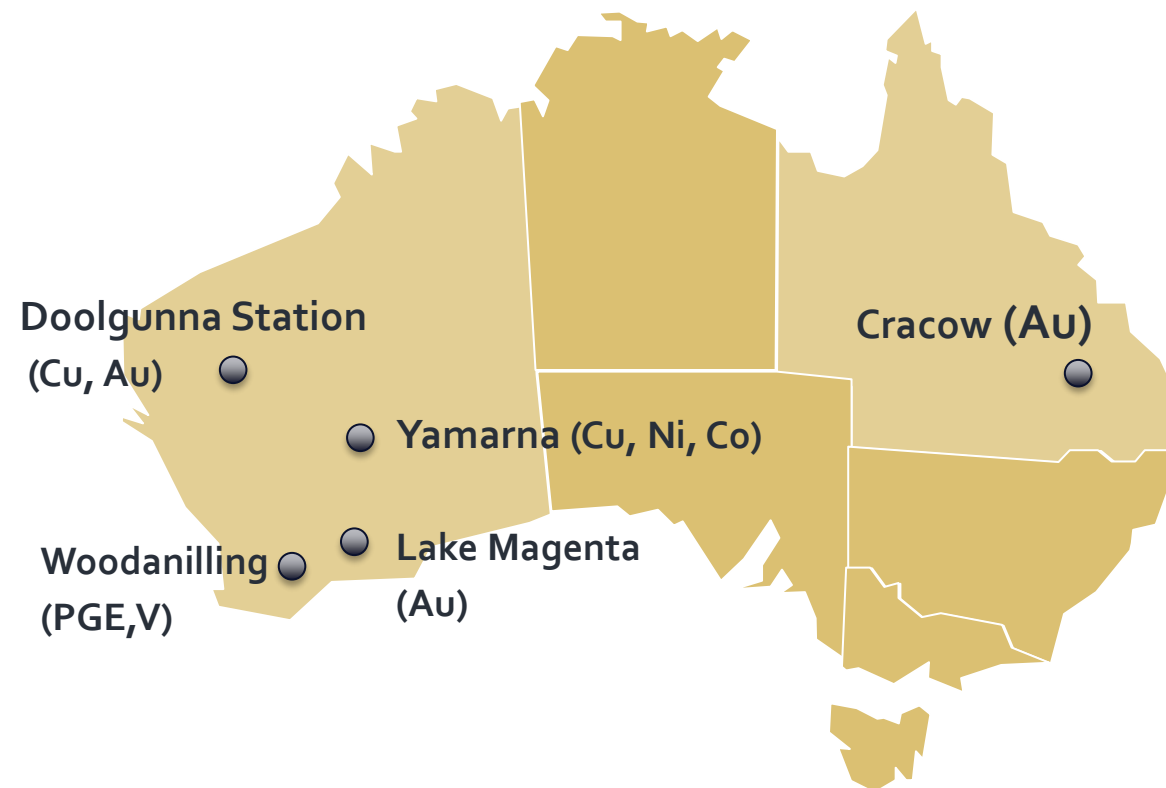 Doolgunna Station
(Cu, Au)
Cracow (Au)
Yamarna (Cu, Ni, Co)
Woodanilling
(PGE,V)
Lake Magenta
(Au)